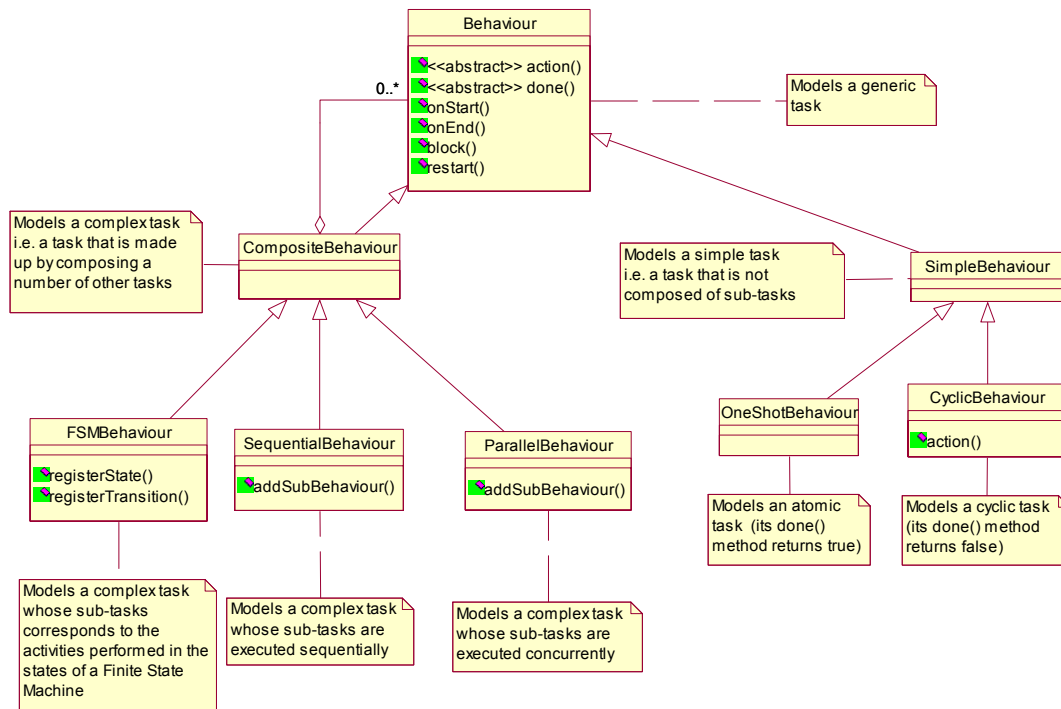 Behaviour
<<abstract>> action()
<<abstract>> done()
onStart()
onEnd()
block()
restart()
0..*
Models a generic
task
Models a complex task
i.e. a task that is made
up by composing a
number of other tasks
CompositeBehaviour
Models a simple task
i.e. a task that is not
composed of sub-tasks
SimpleBehaviour
FSMBehaviour
registerState()
registerTransition()
SequentialBehaviour
addSubBehaviour()
ParallelBehaviour
addSubBehaviour()
OneShotBehaviour
CyclicBehaviour
action()
Models an atomic
task (its done()
method returns true)
Models a cyclic task
(its done() method
returns false)
Models a complex task
whose sub-tasks
corresponds to the
activities performed in the
states of a Finite State
Machine
Models a complex task
whose sub-tasks are
executed sequentially
Models a complex task
whose sub-tasks are
executed concurrently